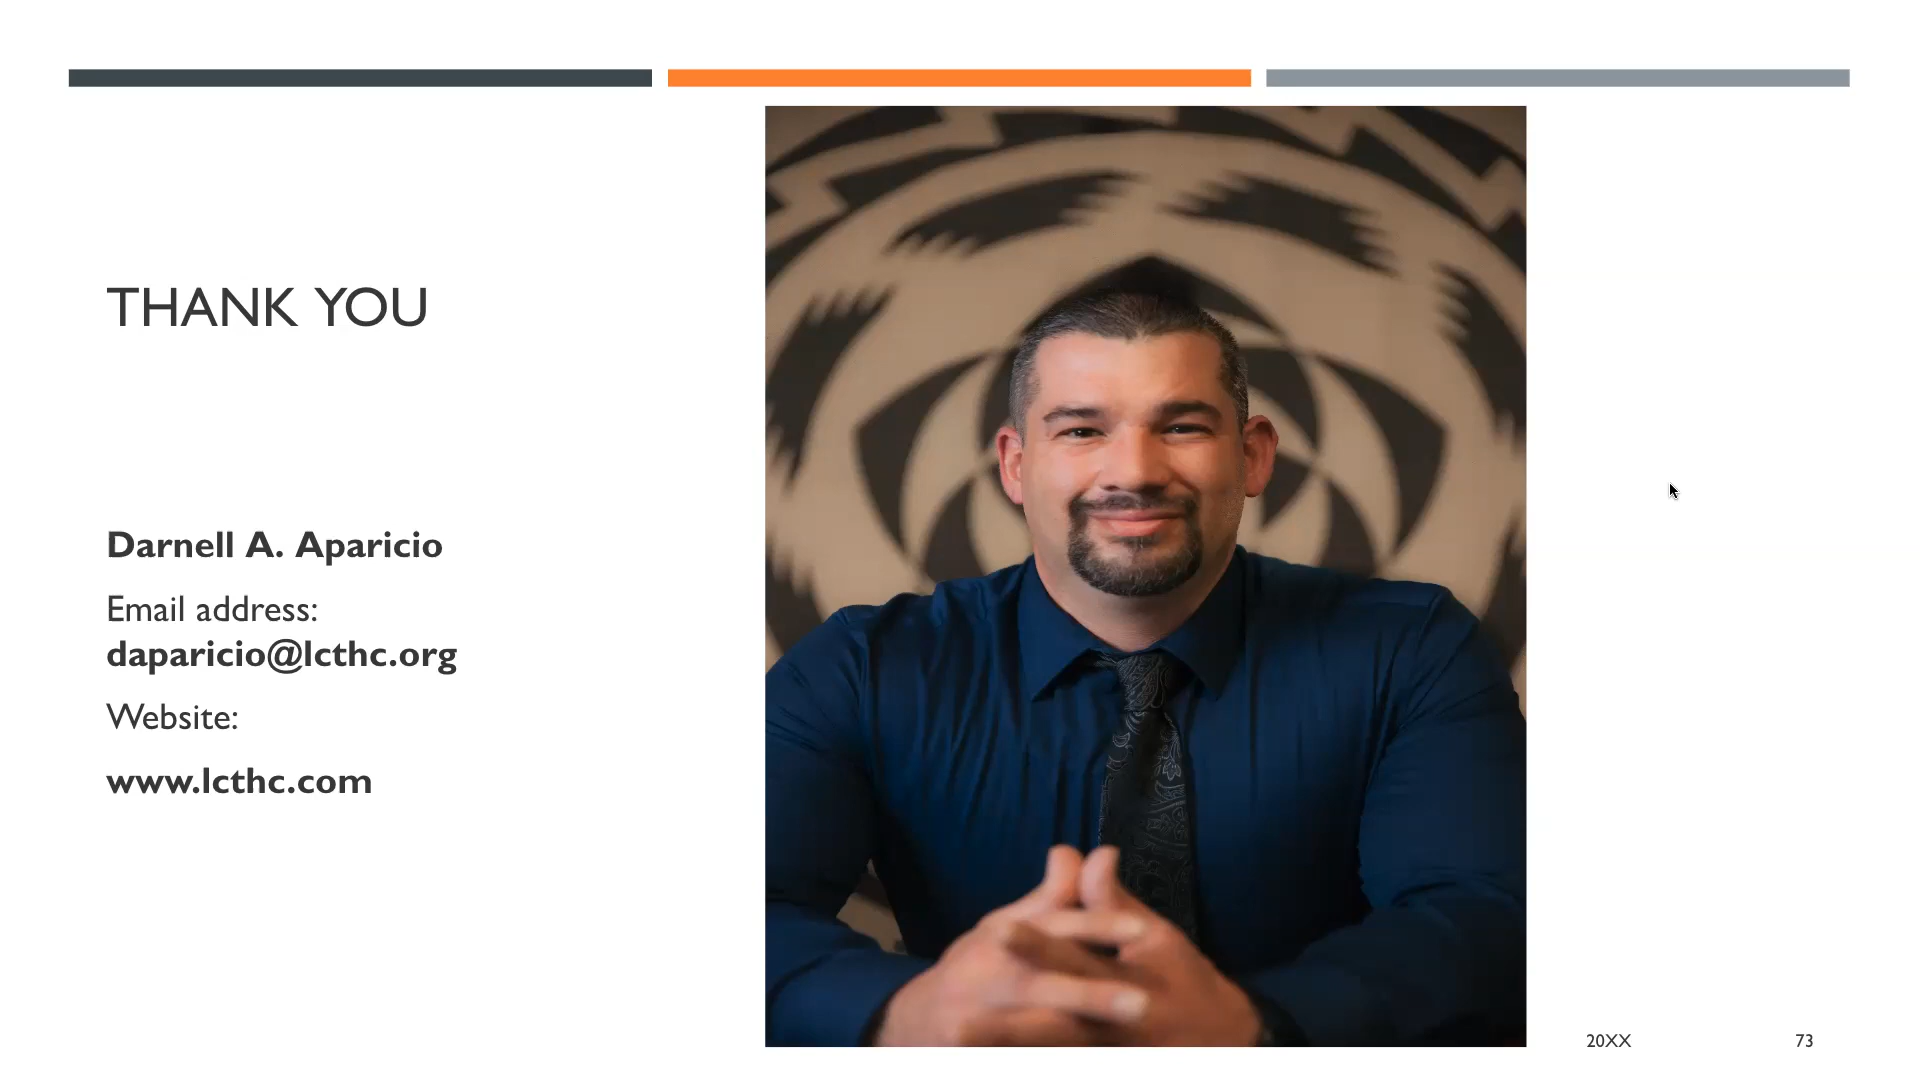 THANK YOU
Darnell A. Aparicio
Email address:
daparicio@lcthc.org
Website:
www.lcthc.com
20XX
73